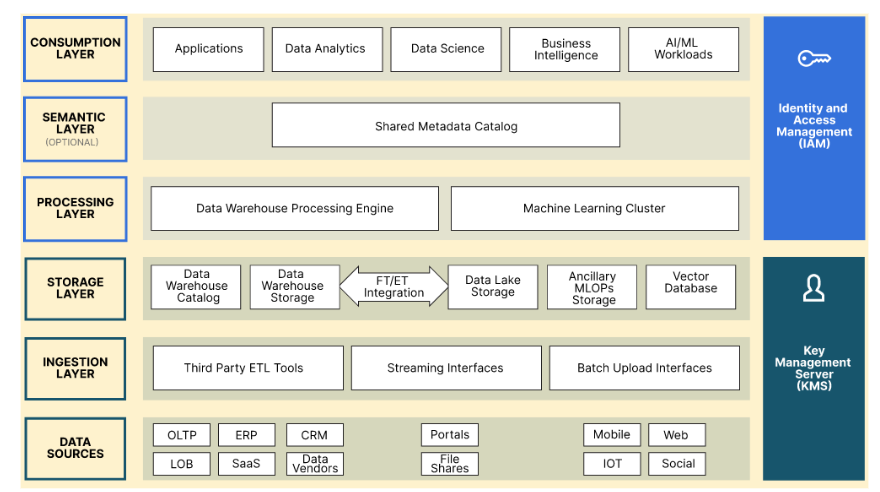 CONSUMPTION
LAYER
Applications
Data Analytics
Data Science
Business
Intelligence
AI/ML
Workloads
SEMANTIC
LAYER
(OPTIONAL)
Shared Metadata Catalog
PROCESSING
LAYER
Data Warehouse Processing Engine
Machine Learning Cluster
Identity and
Access
Management
(IAM)
STORAGE
LAYER
Data
Warehouse
Catalog
Data
Warehouse
Storage
FT/ET
Integration
Data Lake
Storage
Ancillary
MLOPs
Storage
Vector
Database
INGESTION
LAYER
Third Party ETL Tools
Streaming Interfaces
Batch Upload Interfaces
DATA
SOURCES
OLTP
ERP
CRM
Portals
Mobile
Web
LOB
SaaS
Data
Vendors
File
Shares
IOT
Social
Key
Management
Server
(KMS)